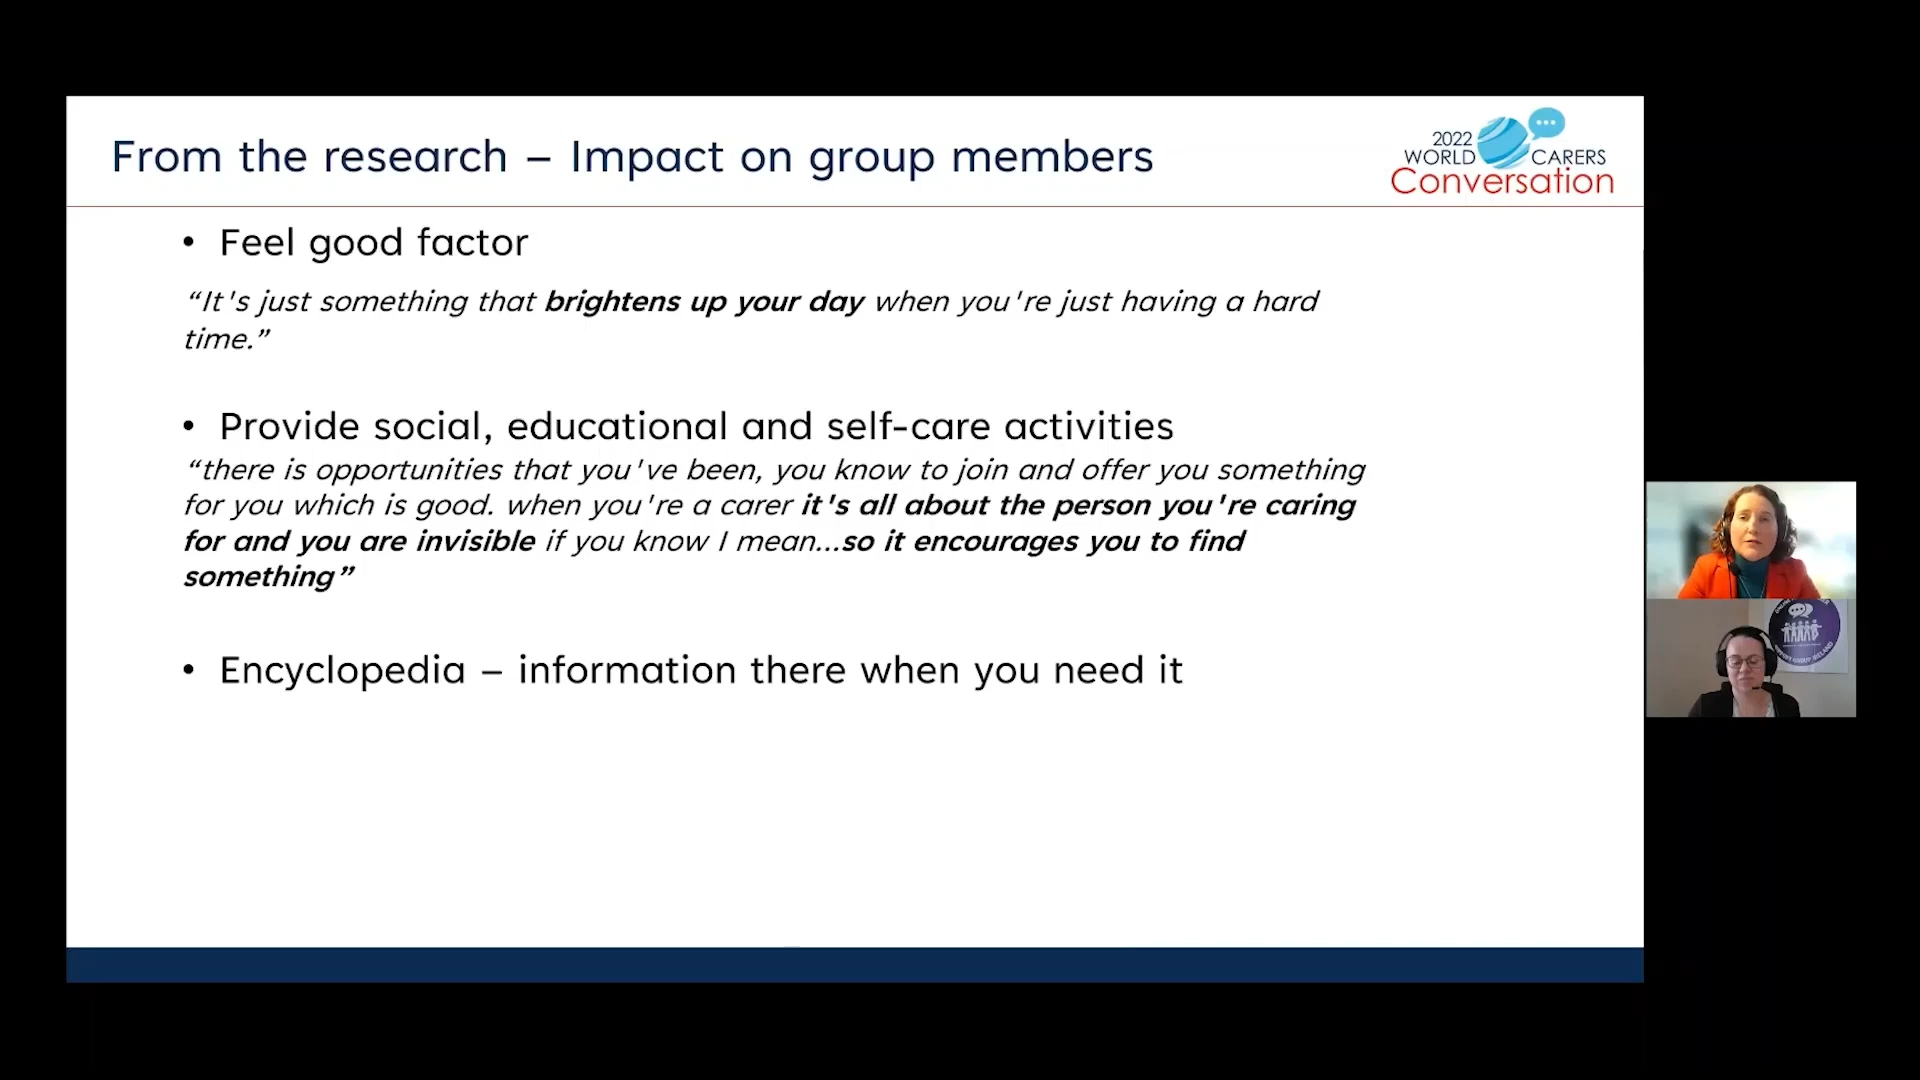 From the research – Impact on group members
2022
WORLD CARERS
Conversation
• Feel good factor
“It's just something that brightens up your day when you're just having a hard
time.”
• Provide social, educational and self-care activities
“there is opportunities that you've been, you know to join and offer you something
for you which is good. when you're a carer it's all about the person you're caring
for and you are invisible if you know I mean...so it encourages you to find
something”
• Encyclopedia – information there when you need it